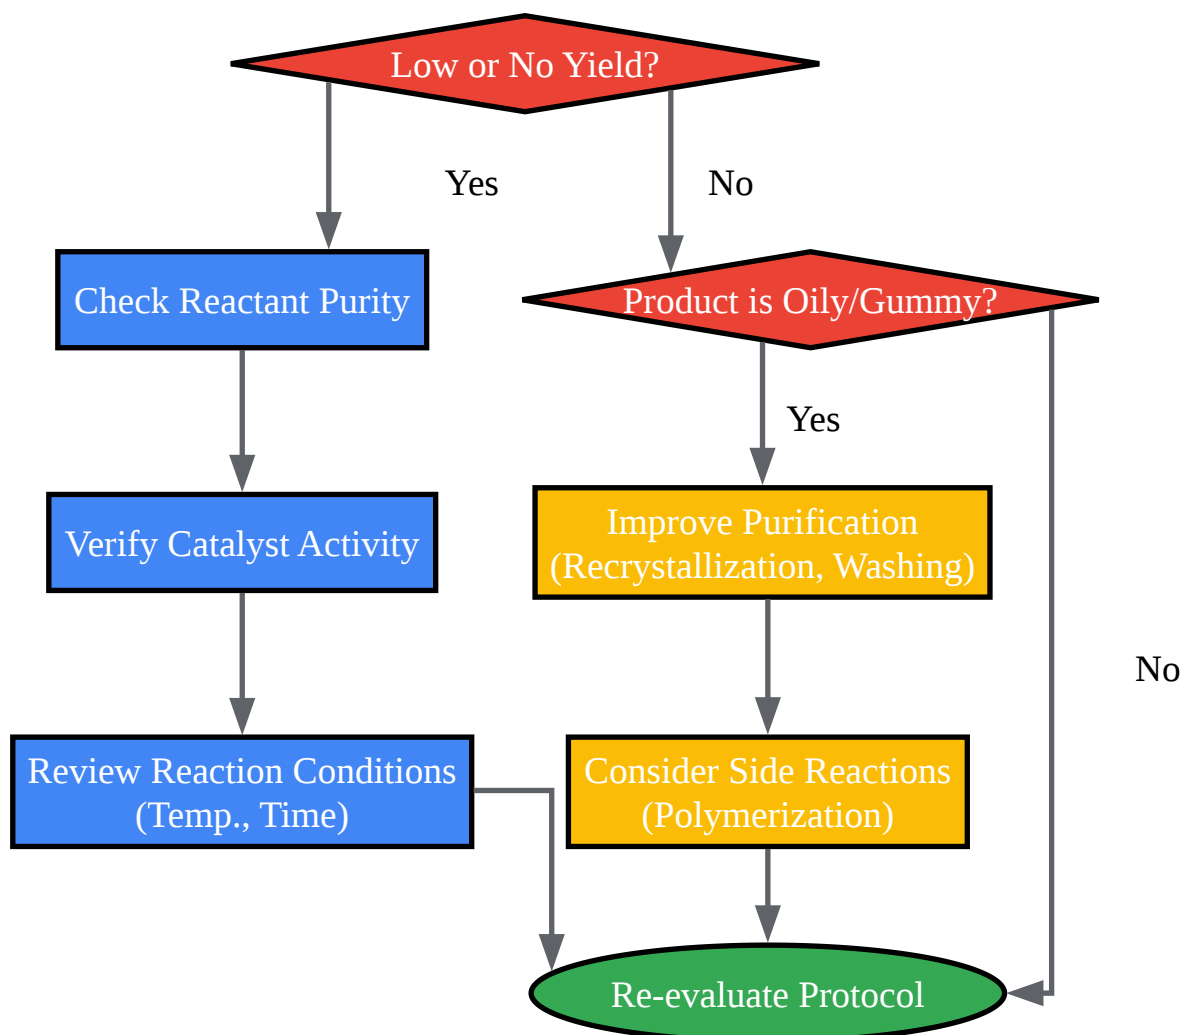 Low or No Yield?
Yes
No
Check Reactant Purity
Product is Oily/Gummy?
Yes
Verify Catalyst Activity
Improve Purification
(Recrystallization, Washing)
No
Review Reaction Conditions
(Temp., Time)
Consider Side Reactions
(Polymerization)
Re-evaluate Protocol